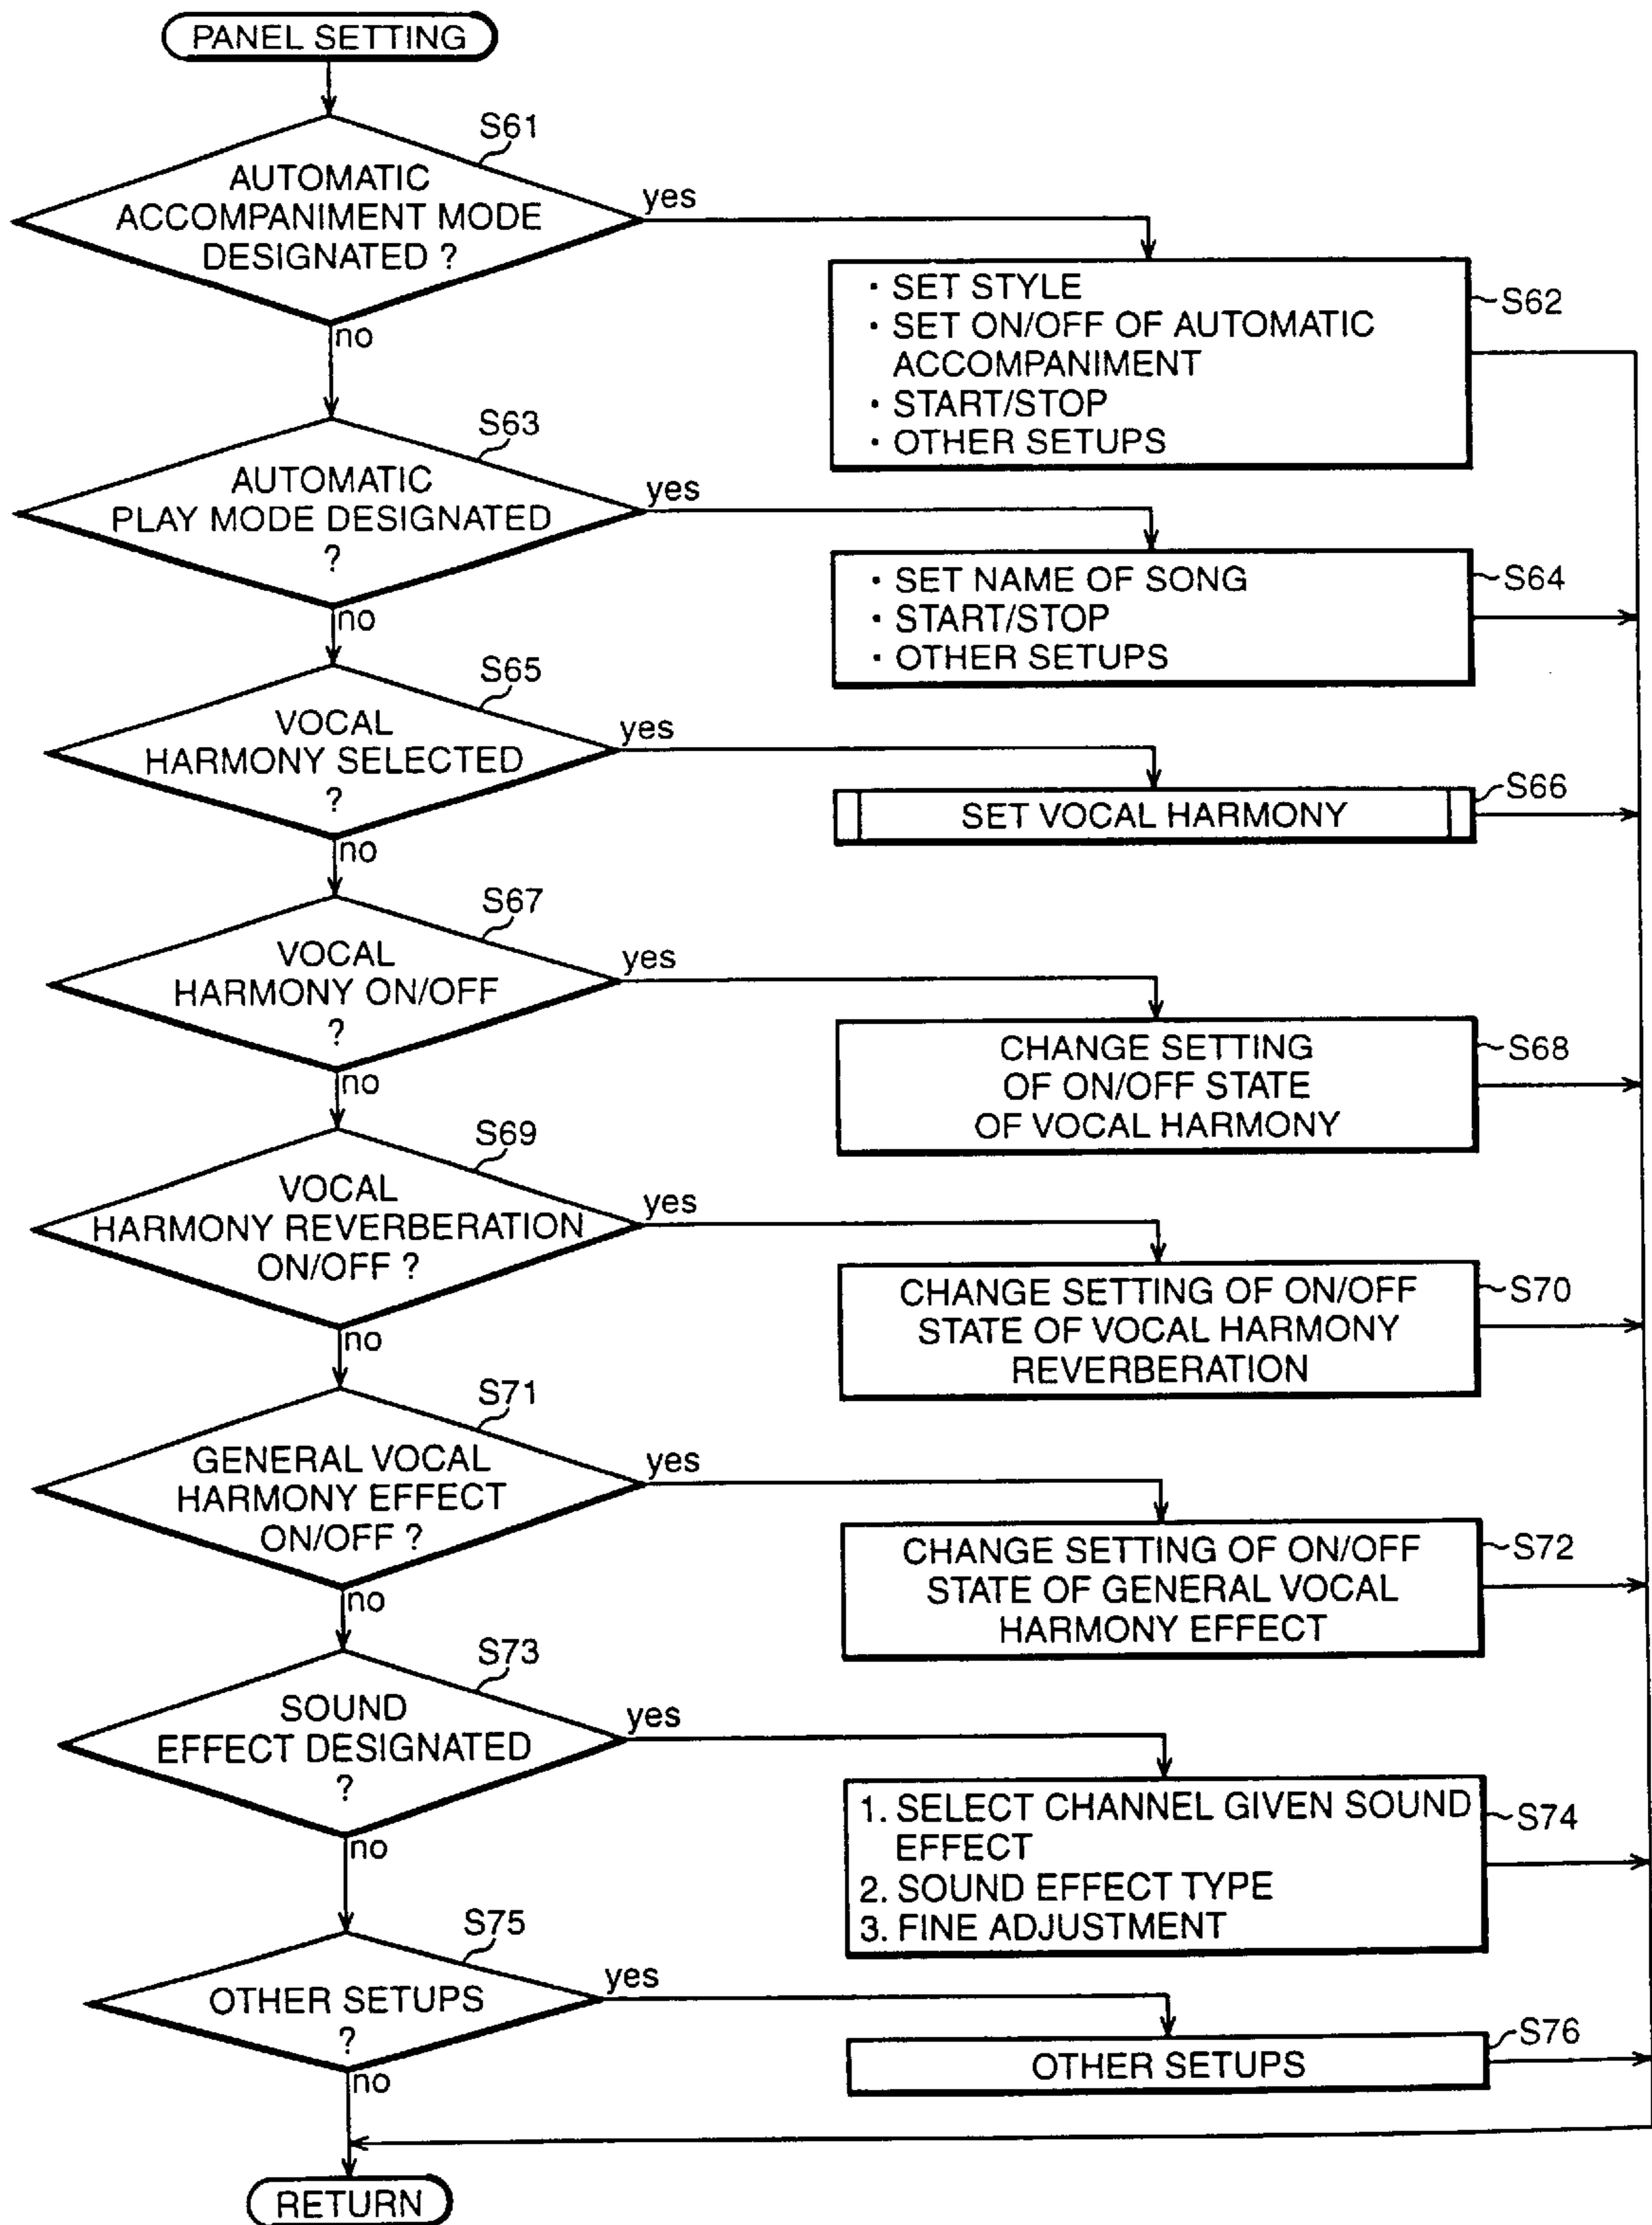 PANEL SETTING
S61
AUTOMATIC
ACCOMPANIMENT MODE
DESIGNATED ?
yes
no
· SET STYLE
· SET ON/OFF OF AUTOMATIC
ACCOMPANIMENT
· START/STOP
· OTHER SETUPS
S62
S63
AUTOMATIC
PLAY MODE DESIGNATED
?
yes
no
· SET NAME OF SONG
· START/STOP
· OTHER SETUPS
S64
S65
VOCAL
HARMONY SELECTED
?
yes
no
SET VOCAL HARMONY
S66
S67
VOCAL
HARMONY ON/OFF
?
yes
no
CHANGE SETTING
OF ON/OFF STATE
OF VOCAL HARMONY
S68
S69
VOCAL
HARMONY REVERBERATION
ON/OFF ?
yes
no
CHANGE SETTING OF ON/OFF
STATE OF VOCAL HARMONY
REVERBERATION
S70
S71
GENERAL VOCAL
HARMONY EFFECT
ON/OFF ?
yes
no
CHANGE SETTING OF ON/OFF
STATE OF GENERAL VOCAL
HARMONY EFFECT
S72
S73
SOUND
EFFECT DESIGNATED
?
yes
no
1. SELECT CHANNEL GIVEN SOUND
EFFECT
2. SOUND EFFECT TYPE
3. FINE ADJUSTMENT
S74
S75
OTHER SETUPS
?
yes
no
OTHER SETUPS
S76
RETURN